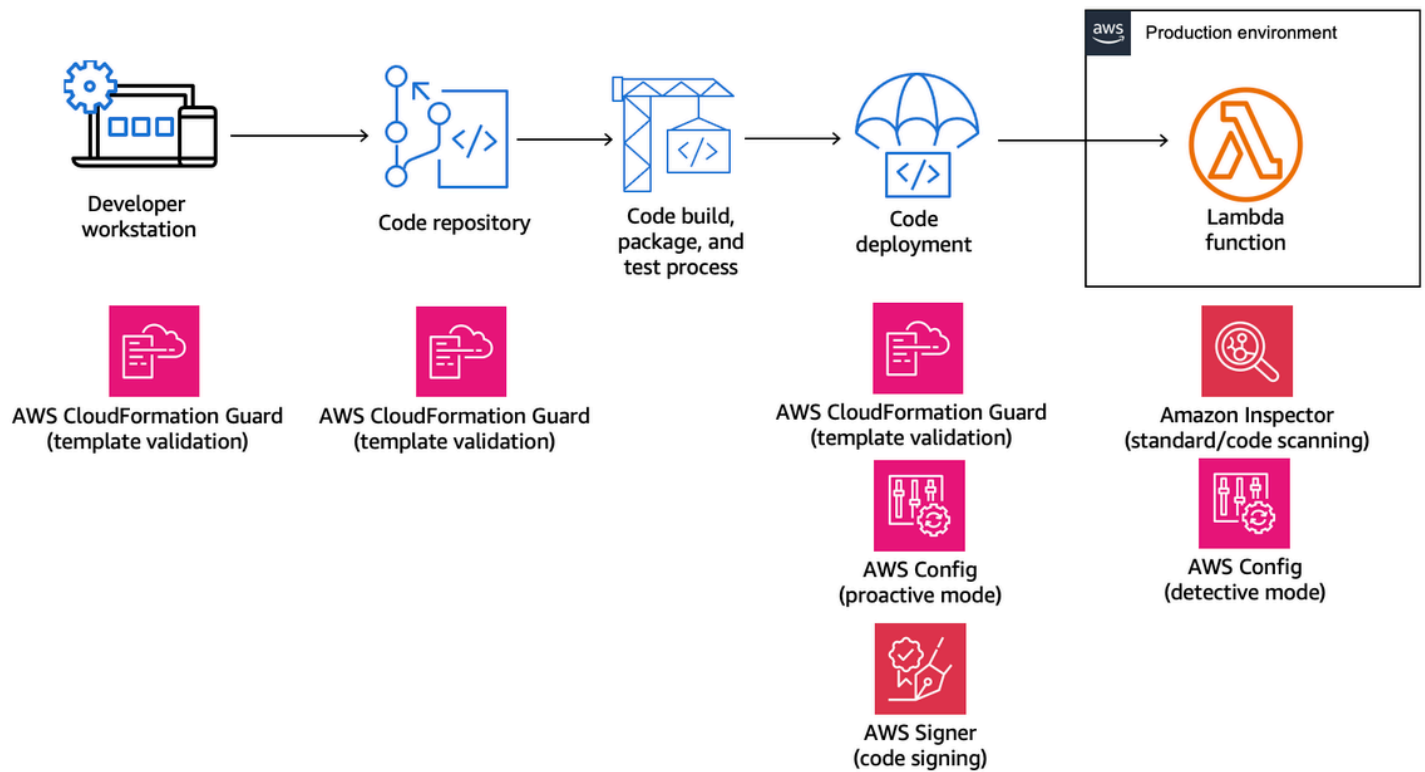 aws
Production environment
</>
</>
</>
Developer
workstation
Code repository
Code build,
package, and
test process
Code
deployment
Lambda
function
AWS CloudFormation Guard
(template validation)
AWS CloudFormation Guard
(template validation)
AWS CloudFormation Guard
(template validation)
Amazon Inspector
(standard/code scanning)
AWS Config
(proactive mode)
AWS Config
(detective mode)
AWS Signer
(code signing)